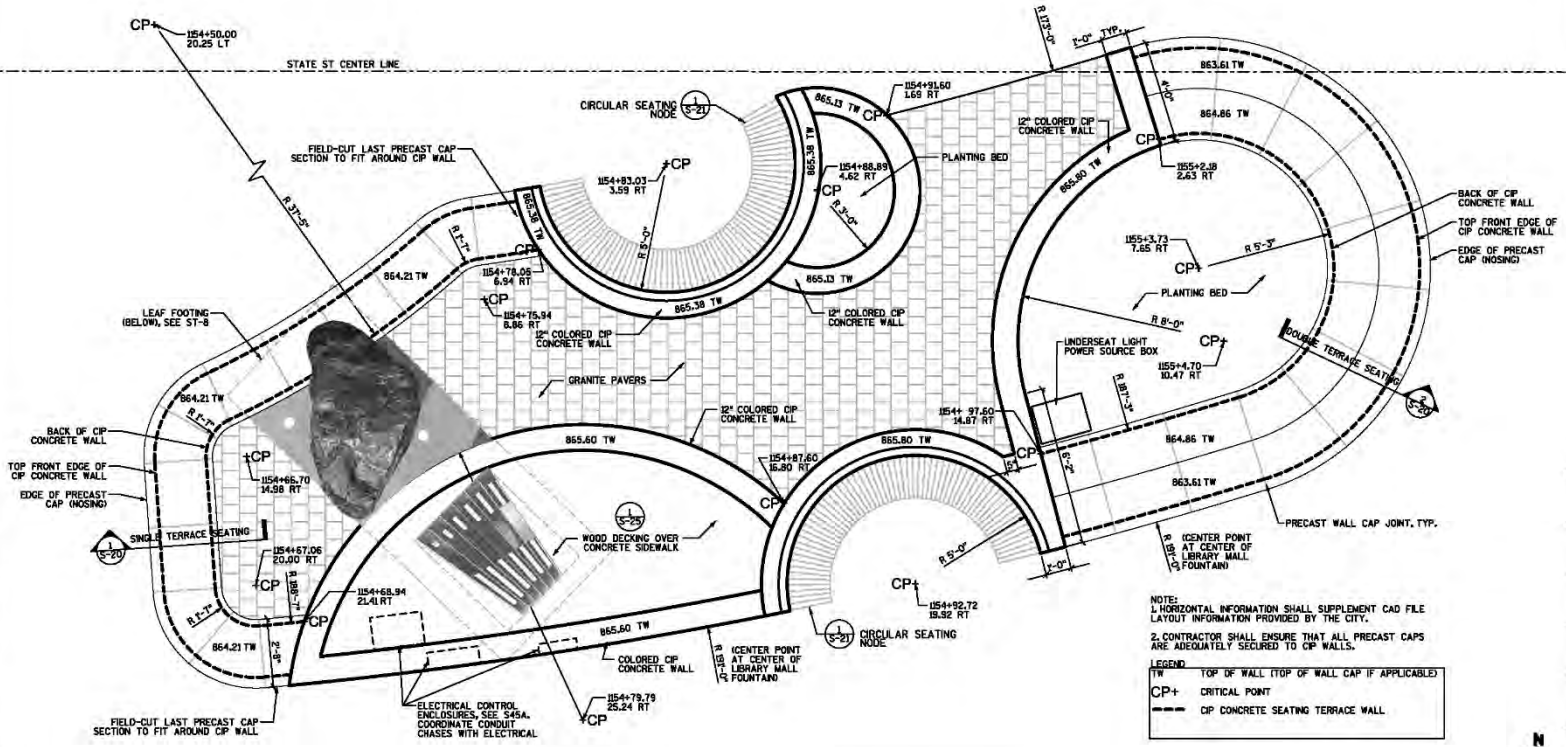 CP+
1154+50.00
20.25 LT
STATE ST CENTER LINE
R 37'-5"
CIRCULAR SEATING
NODE
1
S-21
FIELD-CUT LAST PRECAST CAP
SECTION TO FIT AROUND CIP WALL
+CP
1154+83.03
3.59 RT
R 5'-0"
865.13 TW
865.38 TW
1154+88.89
4.62 RT
CP
R 3'-0"
865.13 TW
1154+91.60
1.69 RT
CP
PLANTING BED
R 173'-0"
1'-0"
TYP.
863.61 TW
4'-0"
864.86 TW
12" COLORED CIP
CONCRETE WALL
CP
865.80 TW
1155+2.18
2.63 RT
BACK OF CIP
CONCRETE WALL
TOP FRONT EDGE OF
CIP CONCRETE WALL
EDGE OF PRECAST
CAP (NOSING)
1155+3.73
7.65 RT
CP
R 5'-3"
PLANTING BED
R 8'-0"
CP+
1155+4.70
10.47 RT
DOUBLE TERRACE SEATING
2
S-20
UNDERSEAT LIGHT
POWER SOURCE BOX
R 187'-3"
865.38 TW
R 1'-7"
864.21 TW
CP
1154+78.05
6.94 RT
+CP
1154+75.94
8.86 RT
865.38 TW
12" COLORED CIP
CONCRETE WALL
12" COLORED CIP
CONCRETE WALL
LEAF FOOTING
(BELOW), SEE ST-8
GRANITE PAVERS
864.21 TW
R 1'-7"
BACK OF CIP
CONCRETE WALL
TOP FRONT EDGE OF
CIP CONCRETE WALL
EDGE OF PRECAST
CAP (NOSING)
+CP
1154+66.70
14.98 RT
865.60 TW
12" COLORED CIP
CONCRETE WALL
1154+87.60
16.80 RT
CP
865.80 TW
1154+ 97.60
14.87 RT
CP
5"
6'-2"
864.86 TW
863.61 TW
PRECAST WALL CAP JOINT, TYP.
SINGLE TERRACE SEATING
1
S-20
1154+67.06
20.00 RT
+CP
R 188'-7"
R 1'-7"
1154+68.94
21.41 RT
CP
864.21 TW
2'-8"
1
S-25
WOOD DECKING OVER
CONCRETE SIDEWALK
R 5'-0"
CP+
1154+92.72
19.92 RT
1'-0"
R 191'-0"
(CENTER POINT
AT CENTER OF
LIBRARY MALL
FOUNTAIN)
1
S-21
CIRCULAR SEATING
NODE
865.60 TW
COLORED CIP
CONCRETE WALL
R 191'-0"
(CENTER POINT
AT CENTER OF
LIBRARY MALL
FOUNTAIN)
1154+79.79
25.24 RT
+CP
ELECTRICAL CONTROL
ENCLOSURES, SEE S45A.
COORDINATE CONDUIT
CHASES WITH ELECTRICAL
FIELD-CUT LAST PRECAST CAP
SECTION TO FIT AROUND CIP WALL
NOTE:
1. HORIZONTAL INFORMATION SHALL SUPPLEMENT CAD FILE
LAYOUT INFORMATION PROVIDED BY THE CITY.
2. CONTRACTOR SHALL ENSURE THAT ALL PRECAST CAPS
ARE ADEQUATELY SECURED TO CIP WALLS.
LEGEND
TW TOP OF WALL (TOP OF WALL CAP IF APPLICABLE)
CP+ CRITICAL POINT
CIP CONCRETE SEATING TERRACE WALL
N